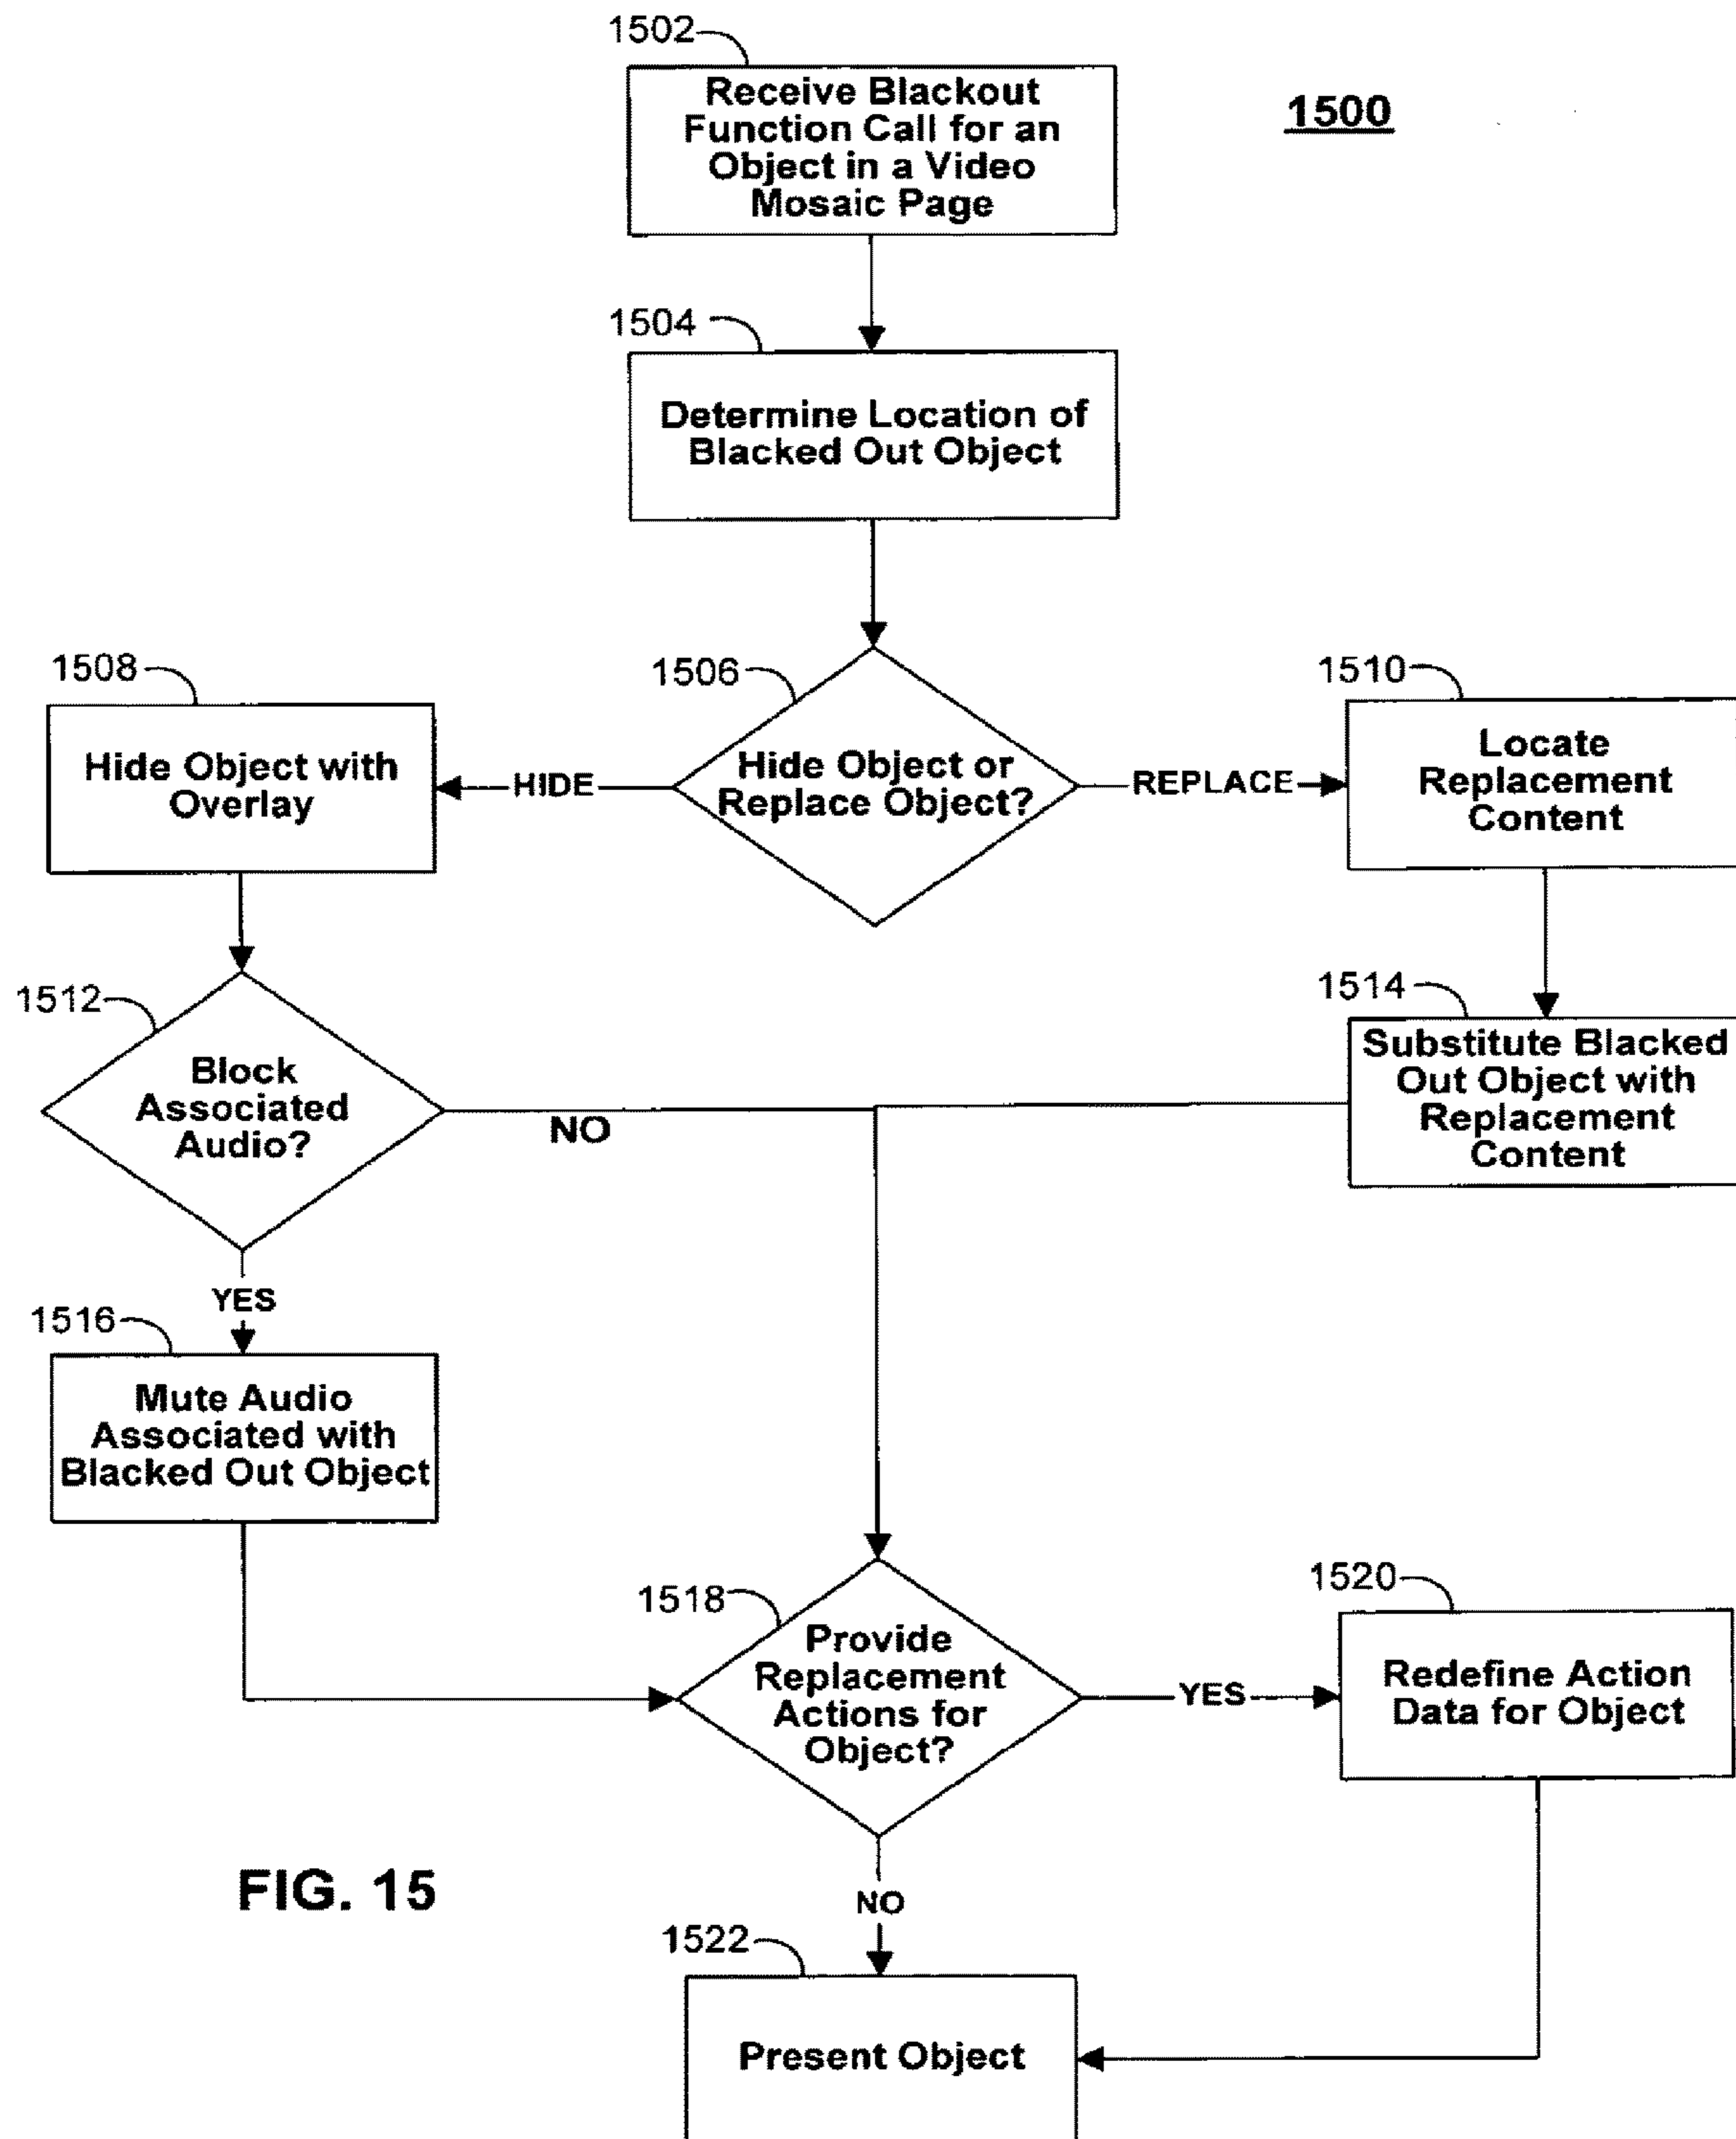 1502
Receive Blackout
Function Call for an
Object in a Video
Mosaic Page
1500
1504
Determine Location of
Blacked Out Object
1506
Hide Object or
Replace Object?
HIDE
REPLACE
1508
Hide Object with
Overlay
1510
Locate
Replacement
Content
1512
Block
Associated
Audio?
NO
YES
1514
Substitute Blacked
Out Object with
Replacement
Content
1516
Mute Audio
Associated with
Blacked Out Object
1518
Provide
Replacement
Actions for
Object?
YES
NO
1520
Redefine Action
Data for Object
1522
Present Object
FIG. 15